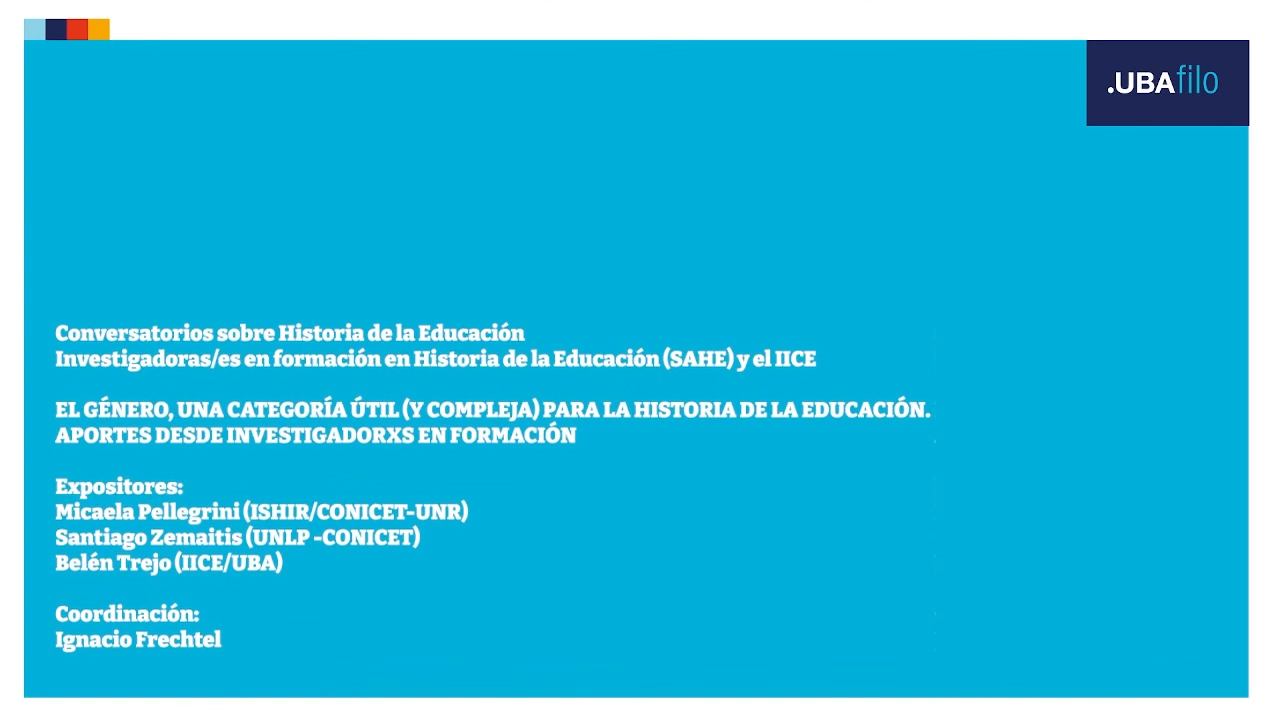 .UBAfilo
Conversatorios sobre Historia de la Educación
Investigadoras/es en formación en Historia de la Educación (SAHE) y el IICE
EL GÉNERO, UNA CATEGORÍA ÚTIL (Y COMPLEJA) PARA LA HISTORIA DE LA EDUCACIÓN.
APORTES DESDE INVESTIGADORXS EN FORMACIÓN
Expositores:
Micaela Pellegrini (ISHIR/CONICET-UNR)
Santiago Zemaitis (UNLP -CONICET)
Belén Trejo (IICE/UBA)
Coordinación:
Ignacio Frechtel